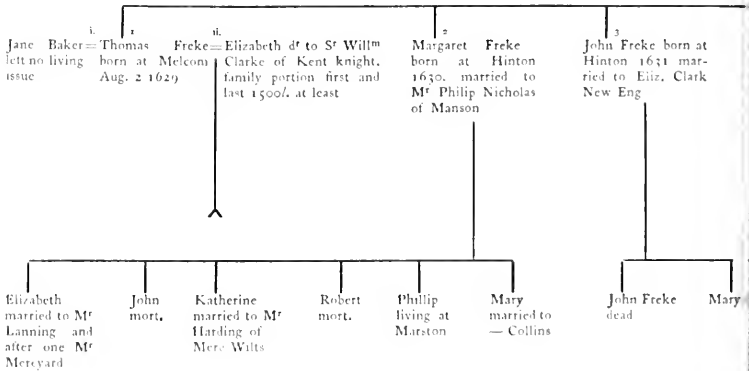 i.
1
ii.
Jane Baker = Thomas Freke = Elizabeth dr to Sr Willm
left no living born at Melcom Clarke of Kent knight,
issue Aug. 2 1629 family portion first and
last 1500l. at least
2
Margaret Freke
born at Hinton
1630. married to
Mr Philip Nicholas
of Manson
3
John Freke born at
Hinton 1631 mar-
ried to Eliz. Clark
New Eng
Elizabeth
married to Mr
Lanning and
after one Mr
Mereyard
John
mort.
Katherine
married to Mr
Harding of
Mere Wilts
Robert
mort.
Phillip
living at
Marston
Mary
married to
— Collins
John Freke
dead
Mary